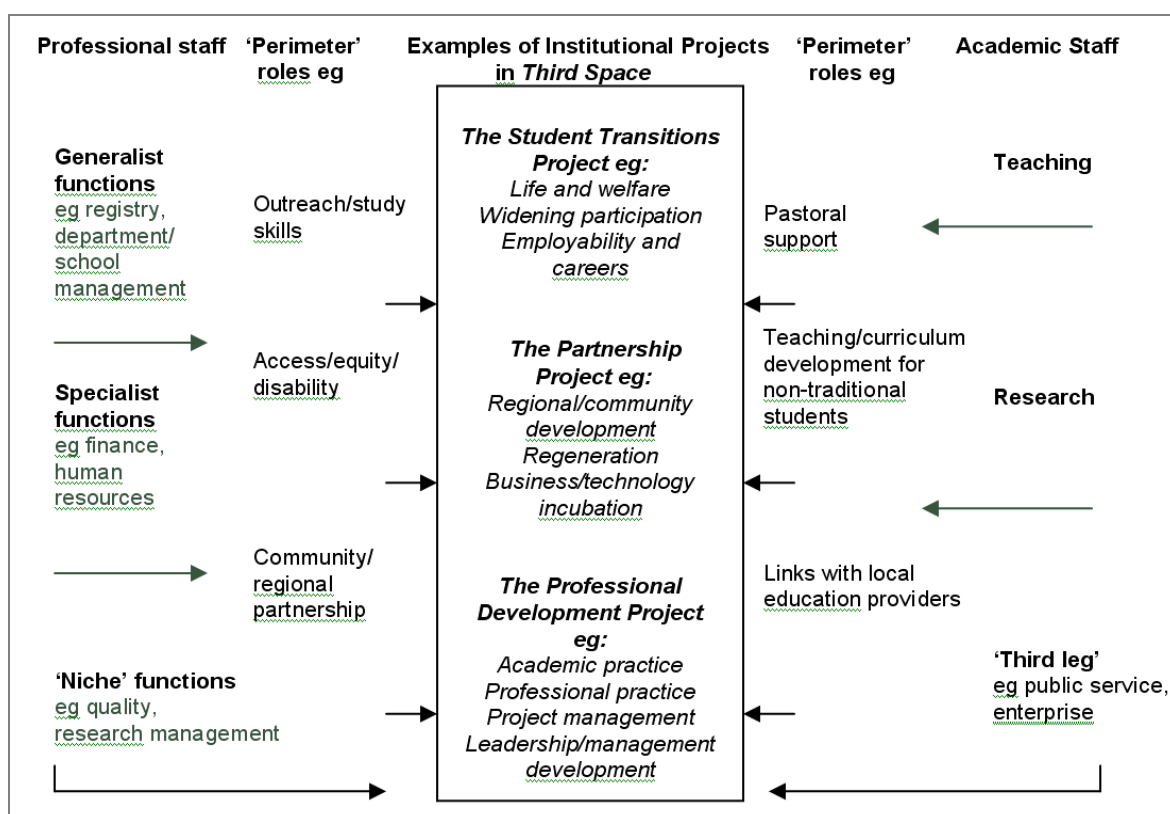 Professional staff
'Perimeter'
roles eg
Examples of Institutional Projects
in Third Space
'Perimeter'
roles eg
Academic Staff
Generalist
functions
eg registry,
department/
school
management
Specialist
functions
eg finance,
human
resources
'Niche' functions
eg quality,
research management
Outreach/study
skills
Access/equity/
disability
Community/
regional
partnership
The Student Transitions
Project eg:
Life and welfare
Widening participation
Employability and
careers
The Partnership
Project eg:
Regional/community
development
Regeneration
Business/technology
incubation
The Professional
Development Project
eg:
Academic practice
Professional practice
Project management
Leadership/management
development
Pastoral
support
Teaching/curriculum
development for
non-traditional
students
Links with local
education providers
Teaching
Research
'Third leg'
eg public service,
enterprise